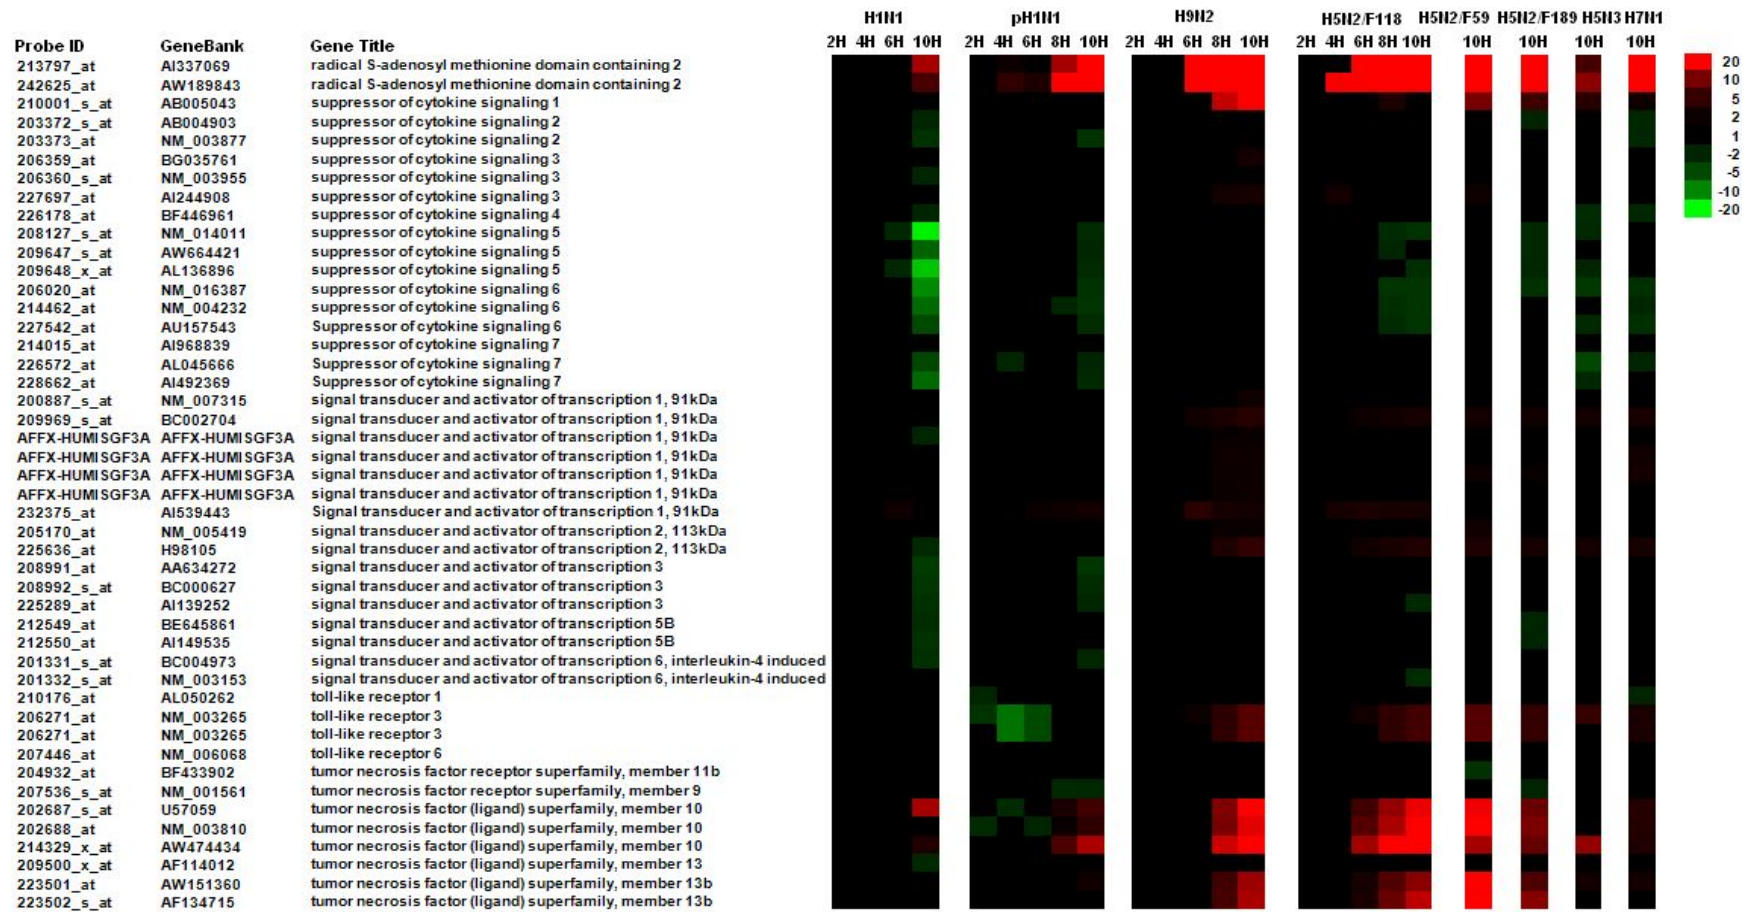 H1N1 pH1N1 H9N2 H5N2/F118 H5N2/F59 H5N2/F189 H5N3 H7N1
Probe ID GeneBank Gene Title 2H 4H 6H 10H 2H 4H 6H 8H 10H 2H 4H 6H 8H 10H 2H 4H 6H 8H 10H 10H 10H 10H 10H
213797_at AI337069 radical S-adenosyl methionine domain containing 2 20
242625_at AW189843 radical S-adenosyl methionine domain containing 2 10
210001_s_at AB005043 suppressor of cytokine signaling 1 5
203372_s_at AB004903 suppressor of cytokine signaling 2 2
203373_at NM_003877 suppressor of cytokine signaling 2 1
206359_at BG035761 suppressor of cytokine signaling 3 -2
206360_s_at NM_003955 suppressor of cytokine signaling 3 -5
227697_at AI244908 suppressor of cytokine signaling 3 -10
226178_at BF446961 suppressor of cytokine signaling 4 -20
208127_s_at NM_014011 suppressor of cytokine signaling 5
209647_s_at AW664421 suppressor of cytokine signaling 5
209648_x_at AL136896 suppressor of cytokine signaling 5
206020_at NM_016387 suppressor of cytokine signaling 6
214462_at NM_004232 suppressor of cytokine signaling 6
227542_at AU157543 Suppressor of cytokine signaling 6
214015_at AI968839 suppressor of cytokine signaling 7
226572_at AL045666 Suppressor of cytokine signaling 7
228662_at AI492369 Suppressor of cytokine signaling 7
200887_s_at NM_007315 signal transducer and activator of transcription 1, 91kDa
209969_s_at BC002704 signal transducer and activator of transcription 1, 91kDa
AFFX-HUMISGF3A AFFX-HUMISGF3A signal transducer and activator of transcription 1, 91kDa
AFFX-HUMISGF3A AFFX-HUMISGF3A signal transducer and activator of transcription 1, 91kDa
AFFX-HUMISGF3A AFFX-HUMISGF3A signal transducer and activator of transcription 1, 91kDa
AFFX-HUMISGF3A AFFX-HUMISGF3A signal transducer and activator of transcription 1, 91kDa
232375_at AI539443 Signal transducer and activator of transcription 1, 91kDa
205170_at NM_005419 signal transducer and activator of transcription 2, 113kDa
225636_at H98105 signal transducer and activator of transcription 2, 113kDa
208991_at AA634272 signal transducer and activator of transcription 3
208992_s_at BC000627 signal transducer and activator of transcription 3
225289_at AI139252 signal transducer and activator of transcription 3
212549_at BE645861 signal transducer and activator of transcription 5B
212550_at AI149535 signal transducer and activator of transcription 5B
201331_s_at BC004973 signal transducer and activator of transcription 6, interleukin-4 induced
201332_s_at NM_003153 signal transducer and activator of transcription 6, interleukin-4 induced
210176_at AL050262 toll-like receptor 1
206271_at NM_003265 toll-like receptor 3
206271_at NM_003265 toll-like receptor 3
207446_at NM_006068 toll-like receptor 6
204932_at BF433902 tumor necrosis factor receptor superfamily, member 11b
207536_s_at NM_001561 tumor necrosis factor receptor superfamily, member 9
202687_s_at U57059 tumor necrosis factor (ligand) superfamily, member 10
202688_at NM_003810 tumor necrosis factor (ligand) superfamily, member 10
214329_x_at AW474434 tumor necrosis factor (ligand) superfamily, member 10
209500_x_at AF114012 tumor necrosis factor (ligand) superfamily, member 13
223501_at AW151360 tumor necrosis factor (ligand) superfamily, member 13b
223502_s_at AF134715 tumor necrosis factor (ligand) superfamily, member 13b